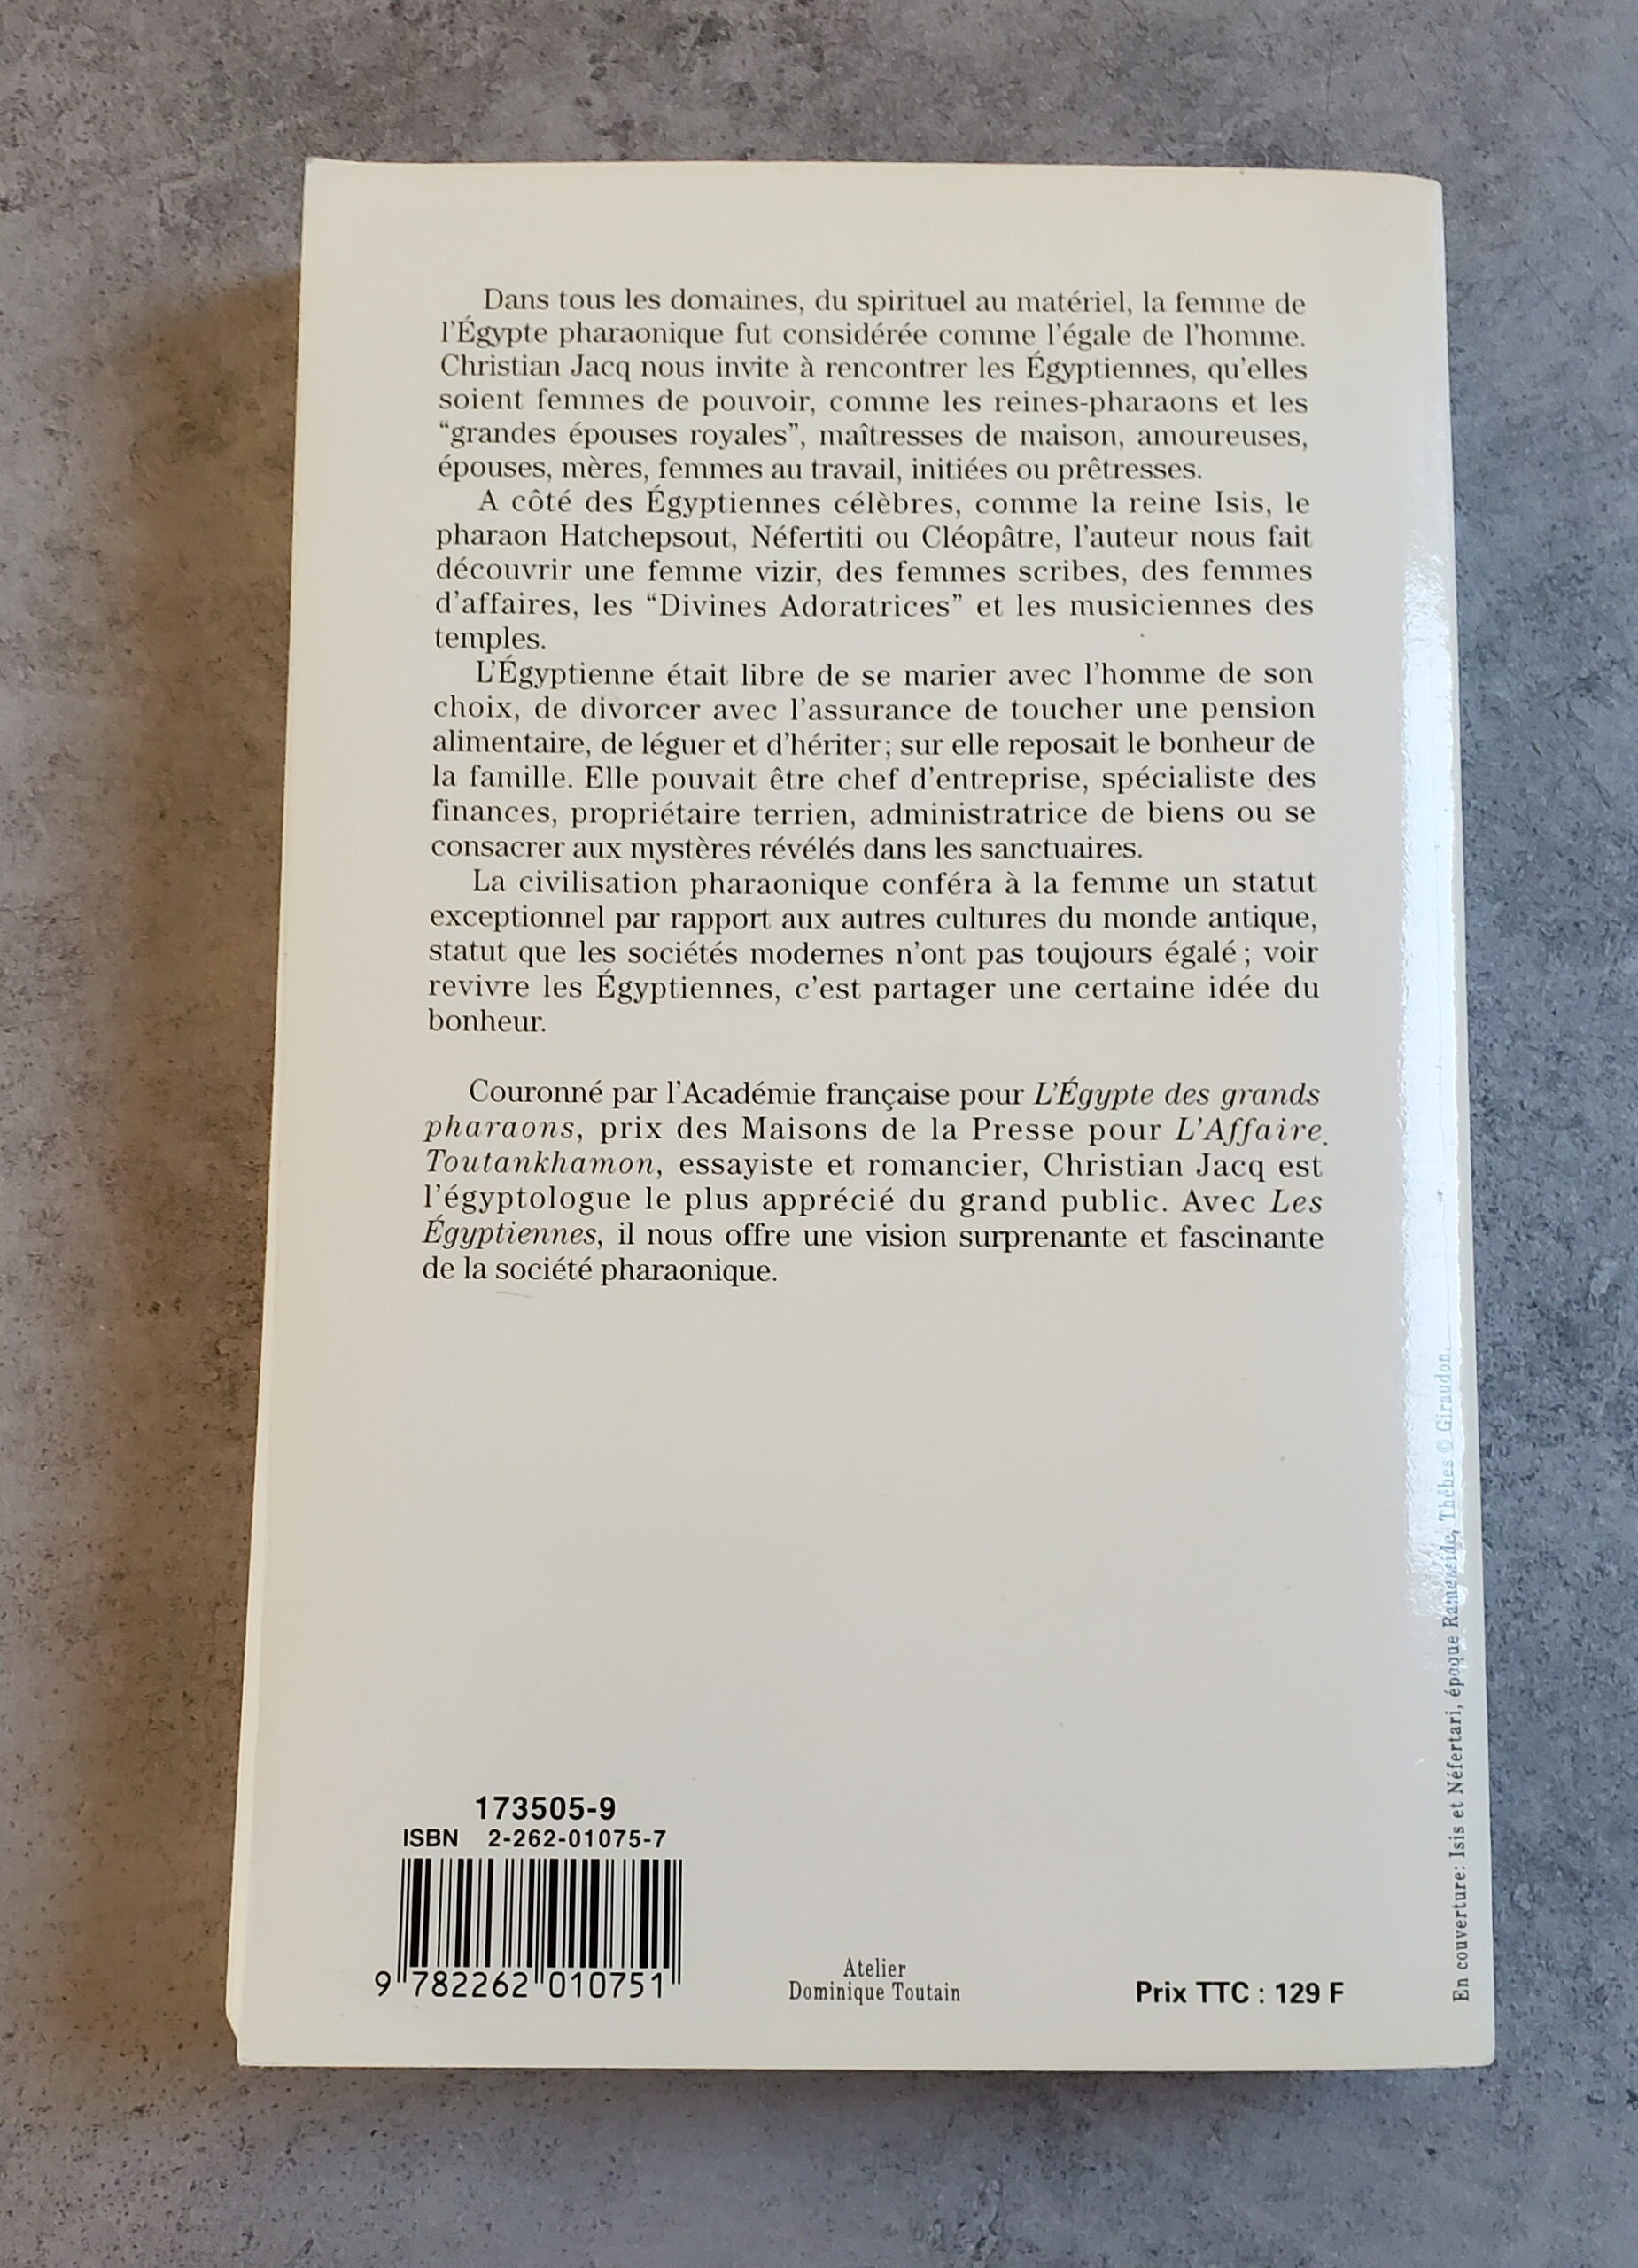 Dans tous les domaines, du spirituel au matériel, la femme de
l'Égypte pharaonique fut considérée comme l'égale de l'homme.
Christian Jacq nous invite à rencontrer les Égyptiennes, qu'elles
soient femmes de pouvoir, comme les reines-pharaons et les
“grandes épouses royales”, maîtresses de maison, amoureuses,
épouses, mères, femmes au travail, initiées ou prêtresses.
A côté des Égyptiennes célèbres, comme la reine Isis, le
pharaon Hatchepsout, Néfertiti ou Cléopâtre, l'auteur nous fait
découvrir une femme vizir, des femmes scribes, des femmes
d'affaires, les “Divines Adoratrices” et les musiciennes des
temples.
L'Égyptienne était libre de se marier avec l'homme de son
choix, de divorcer avec l'assurance de toucher une pension
alimentaire, de léguer et d'hériter ; sur elle reposait le bonheur de
la famille. Elle pouvait être chef d'entreprise, spécialiste des
finances, propriétaire terrien, administratrice de biens ou se
consacrer aux mystères révélés dans les sanctuaires.
La civilisation pharaonique conféra à la femme un statut
exceptionnel par rapport aux autres cultures du monde antique,
statut que les sociétés modernes n'ont pas toujours égalé ; voir
revivre les Égyptiennes, c'est partager une certaine idée du
bonheur.
Couronné par l'Académie française pour L'Égypte des grands
pharaons, prix des Maisons de la Presse pour L'Affaire
Toutankhamon, essayiste et romancier, Christian Jacq est
l'égyptologue le plus apprécié du grand public. Avec Les
Égyptiennes, il nous offre une vision surprenante et fascinante
de la société pharaonique.
173505-9
ISBN 2-262-01075-7
9 782262 010751
Atelier
Dominique Toutain
Prix TTC : 129 F
En couverture: Isis et Néfertari, époque Ramesside, Thèbes © Giraudon.